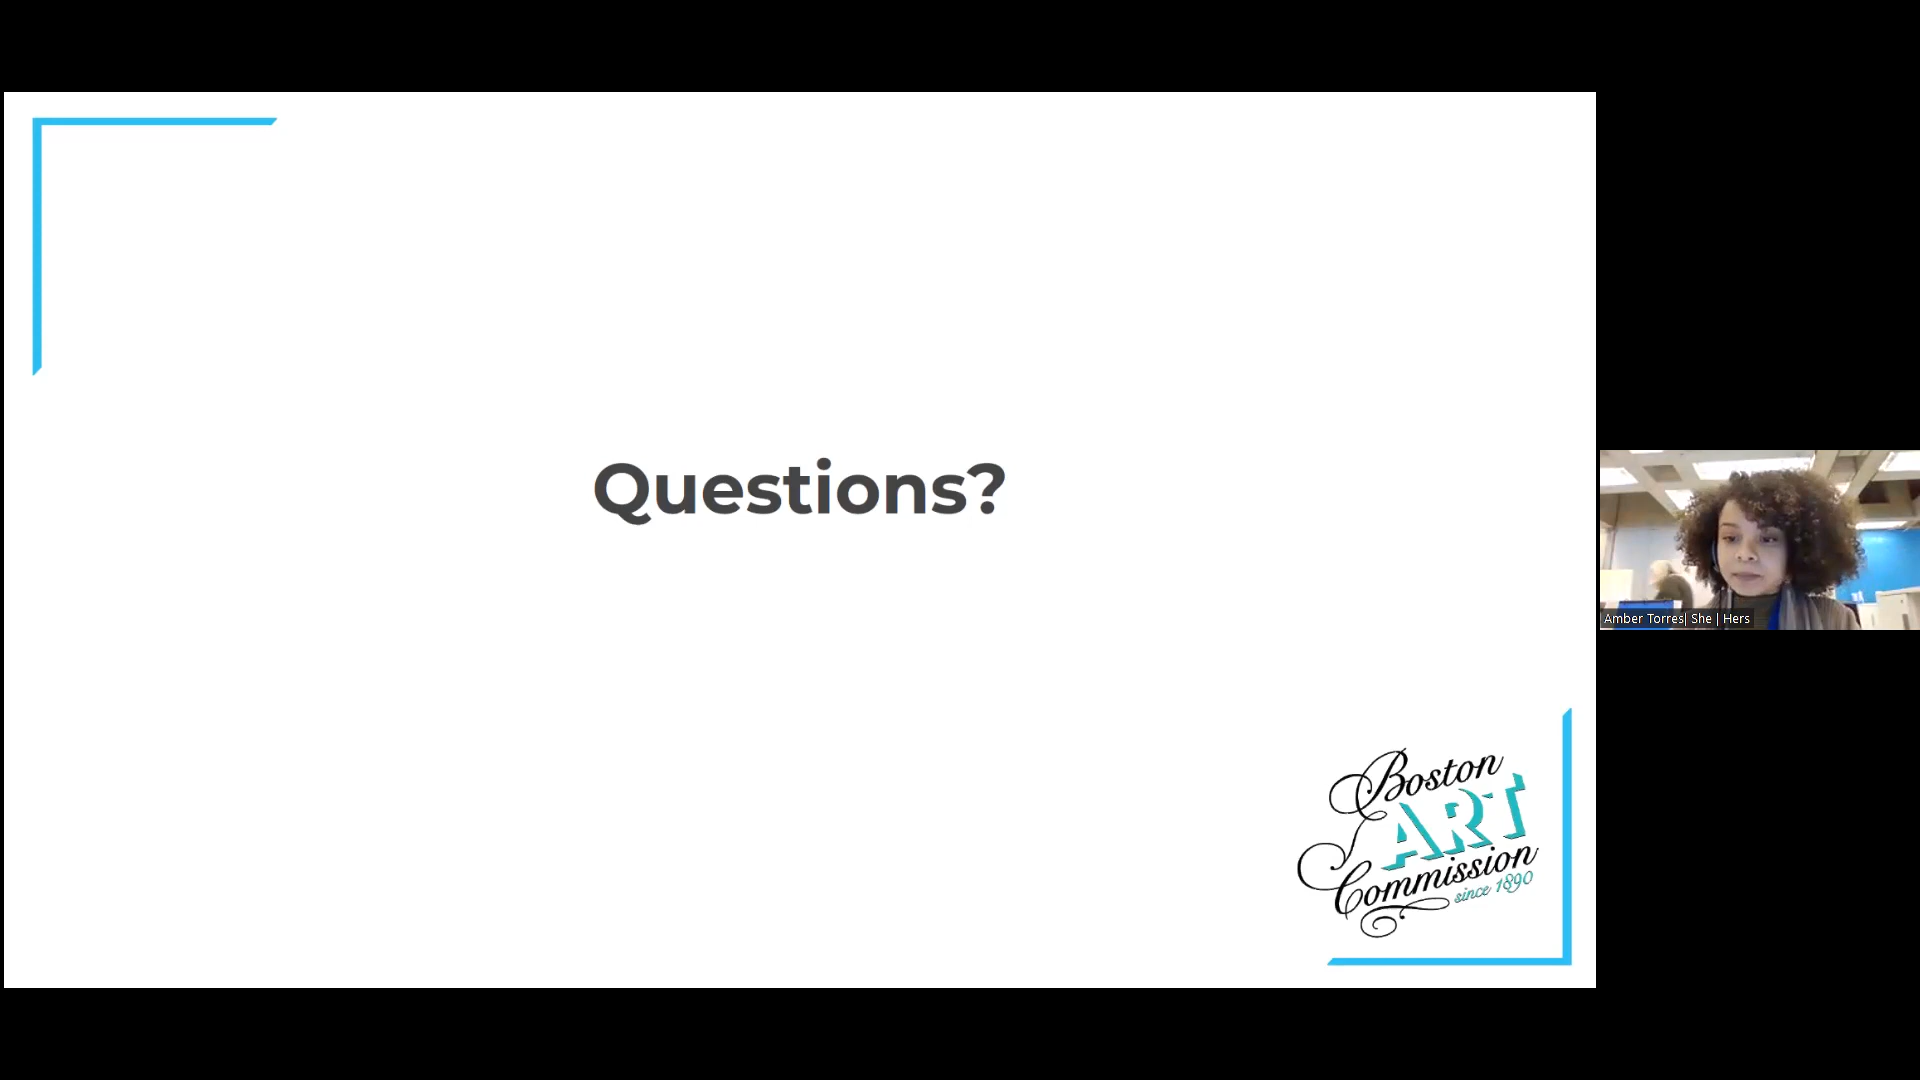 Questions?
Amber Torres| She | Hers
Boston
ART
Commission
since 1890